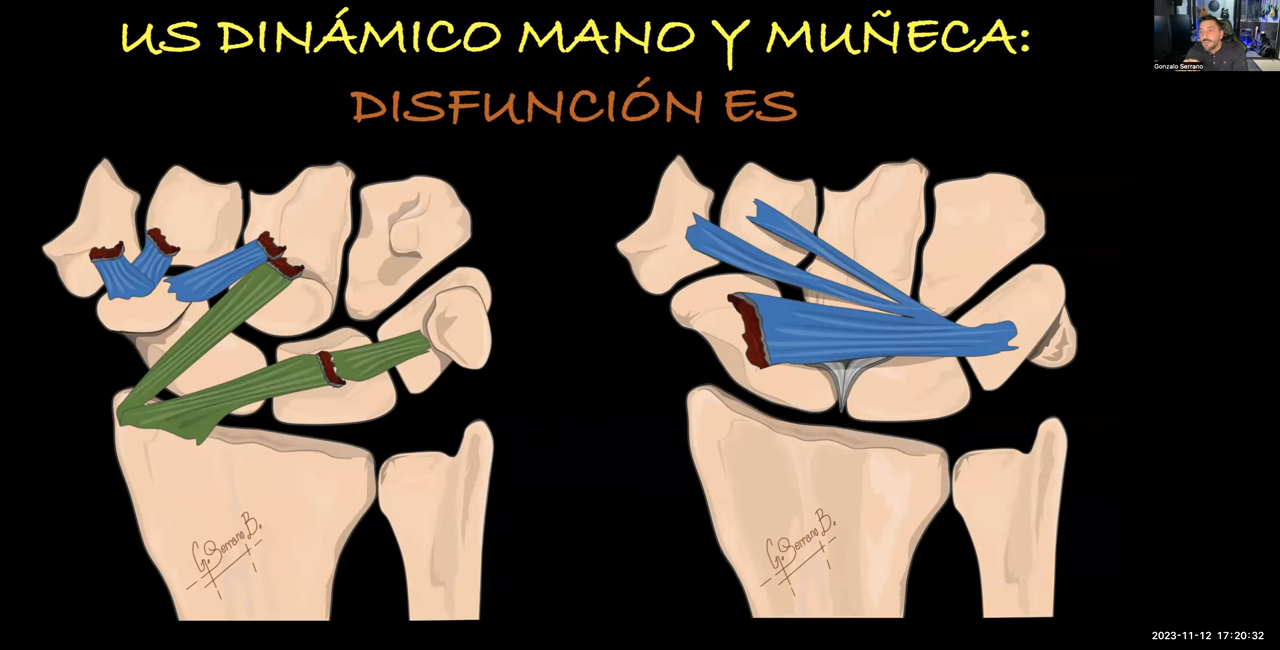 US DINÁMICO MANO Y MUÑECA:
DISFUNCIÓN ES
Gonzalo Serrano
G. Serrano B.
G. Serrano B.
2023-11-12 17:20:32